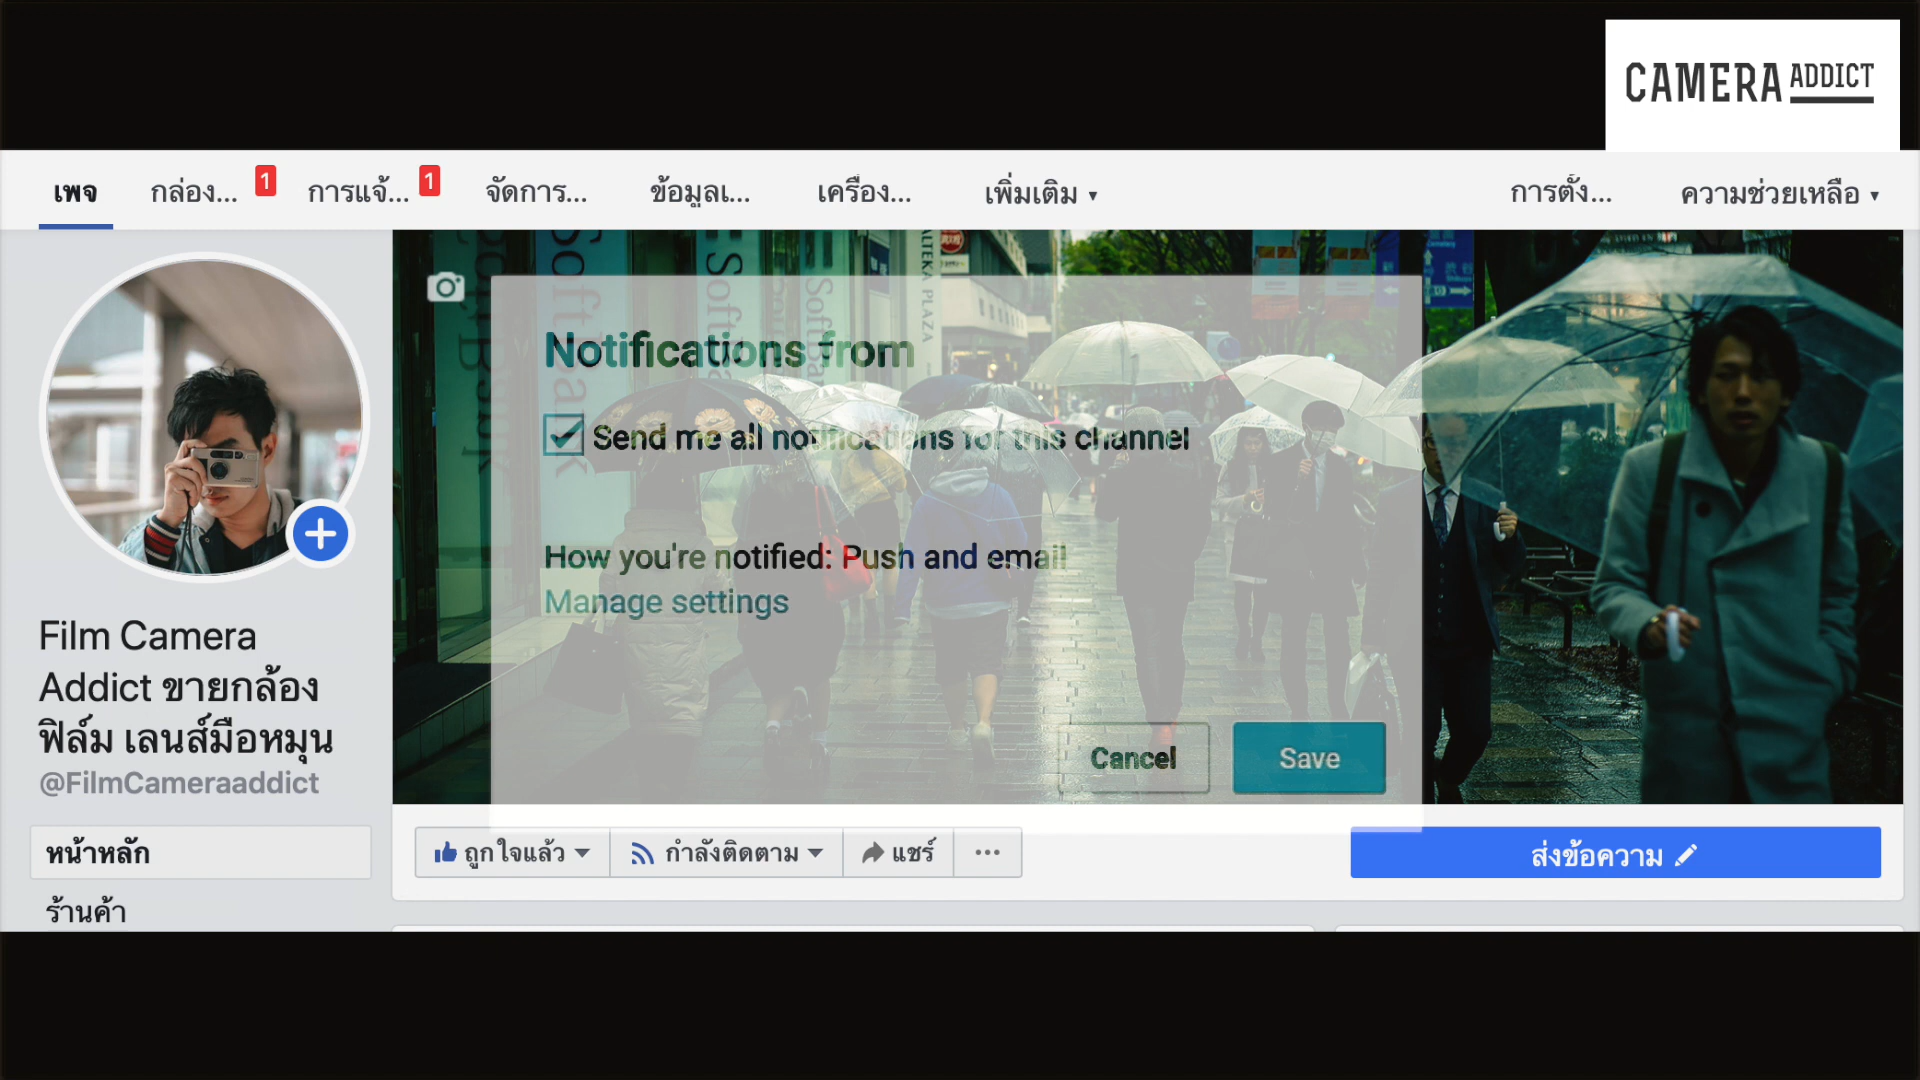 CAMERA ADDICT
เพจ
กล่อง... 1
การแจ้... 1
จัดการ...
ข้อมูลเ...
เครื่อง...
เพิ่มเติม
การตั้ง...
ความช่วยเหลือ
SoftBank
SoftBank
ALTEKA PLAZA
Notifications from
Send me all notifications for this channel
How you're notified: Push and email
Manage settings
Cancel
Save
Film Camera
Addict ขายกล้อง
ฟิล์ม เลนส์มือหมุน
@FilmCameraaddict
หน้าหลัก
ร้านค้า
ถูกใจแล้ว
กำลังติดตาม
แชร์
...
ส่งข้อความ